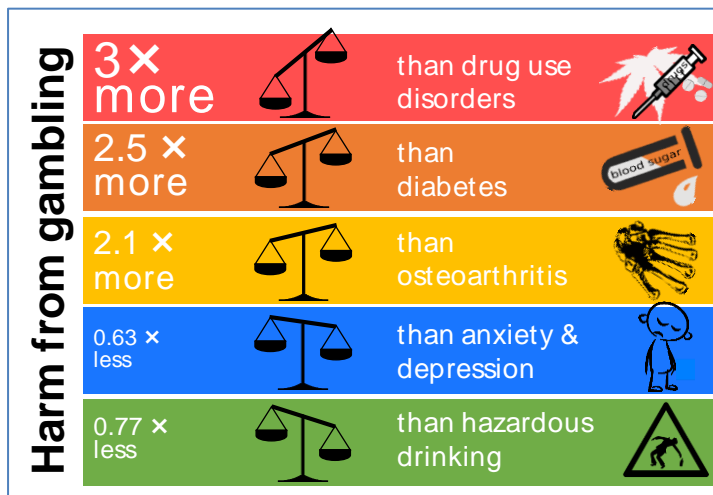 Harm from gambling
3× more
than drug use
disorders
drugs
2.5 ×
more
than
diabetes
blood sugar
2.1 ×
more
than
osteoarthritis
0.63 ×
less
than anxiety &
depression
0.77 ×
less
than hazardous
drinking